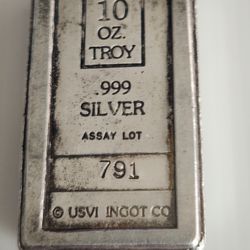 10
OZ.
TROY
.999
SILVER
ASSAY LOT
791
© USVI INGOT CO